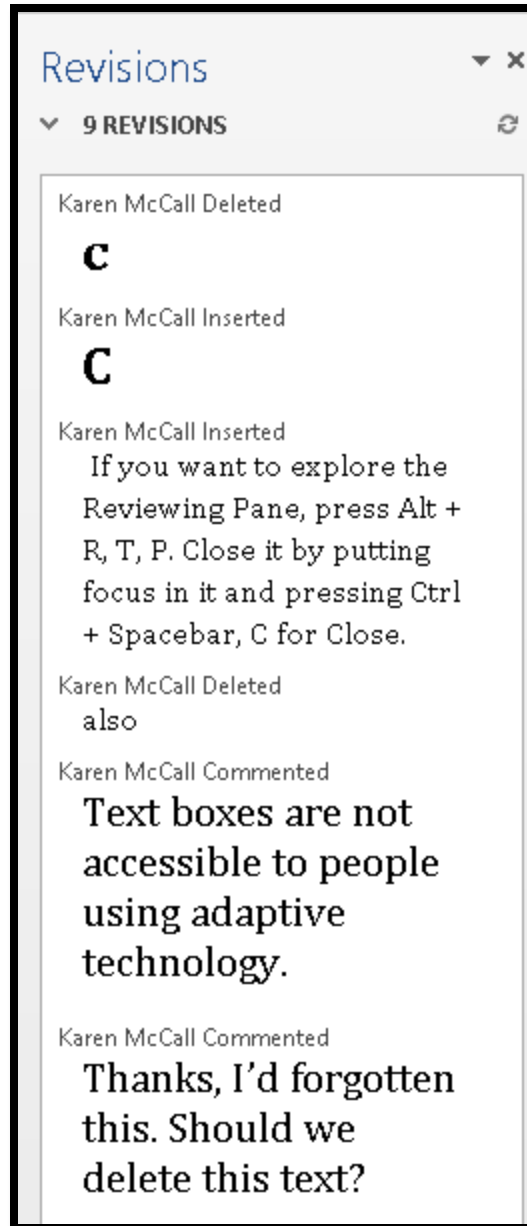 Revisions
9 REVISIONS
Karen McCall Deleted
c
Karen McCall Inserted
C
Karen McCall Inserted
If you want to explore the
Reviewing Pane, press Alt +
R, T, P. Close it by putting
focus in it and pressing Ctrl
+ Spacebar, C for Close.
Karen McCall Deleted
also
Karen McCall Commented
Text boxes are not
accessible to people
using adaptive
technology.
Karen McCall Commented
Thanks, I’d forgotten
this. Should we
delete this text?